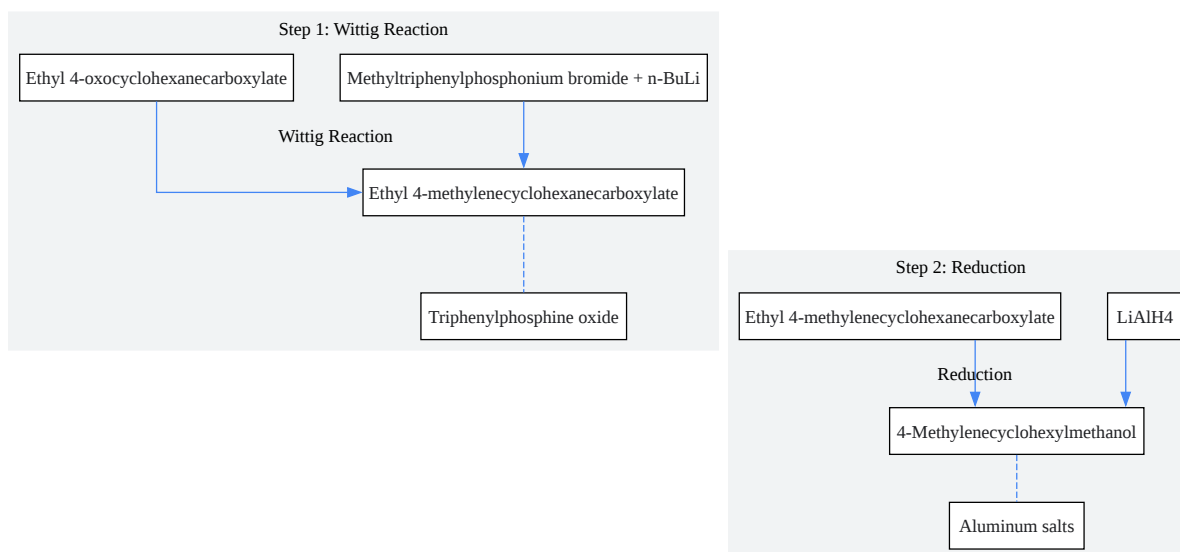 Step 1: Wittig Reaction
Ethyl 4-oxocyclohexanecarboxylate
Methyltriphenylphosphonium bromide + n-BuLi
Wittig Reaction
Ethyl 4-methylenecyclohexanecarboxylate
Triphenylphosphine oxide
Step 2: Reduction
Ethyl 4-methylenecyclohexanecarboxylate
LiAlH4
Reduction
4-Methylenecyclohexylmethanol
Aluminum salts